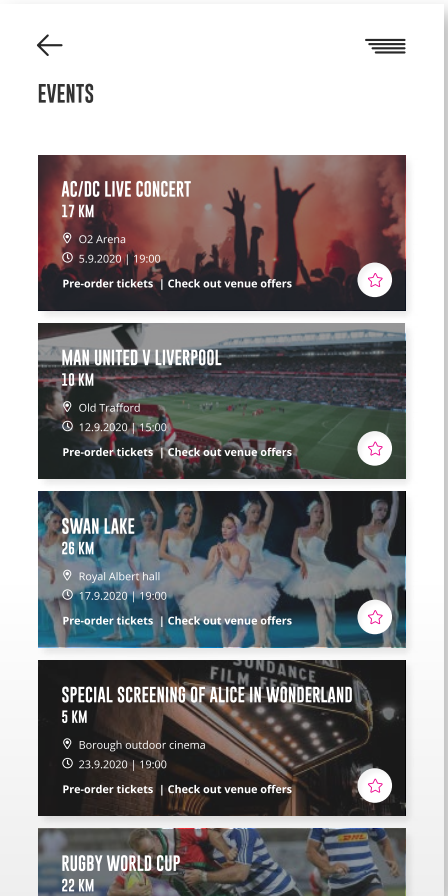 EVENTS
AC/DC LIVE CONCERT
17 KM
O2 Arena
5.9.2020 | 19:00
Pre-order tickets | Check out venue offers
MAN UNITED V LIVERPOOL
10 KM
Old Trafford
12.9.2020 | 15:00
Pre-order tickets | Check out venue offers
SWAN LAKE
26 KM
Royal Albert hall
17.9.2020 | 19:00
Pre-order tickets | Check out venue offers
SUNDANCE
FILM FEST
SPECIAL SCREENING OF ALICE IN WONDERLAND
5 KM
Borough outdoor cinema
23.9.2020 | 19:00
Pre-order tickets | Check out venue offers
RUGBY WORLD CUP
22 KM